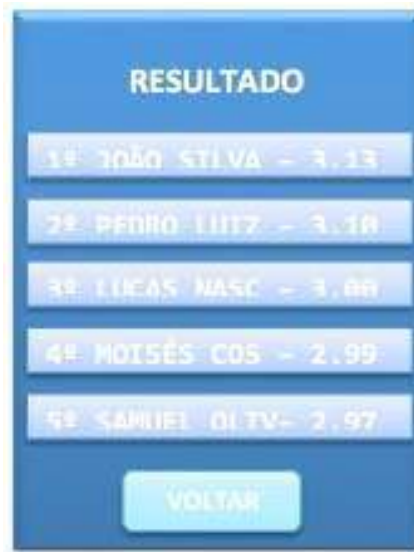 RESULTADO
1º JOÃO SILVA - 3.13
2º PEDRO LUIZ - 3.10
3º LUCAS NASC - 3.00
4º MOISÉS COS - 2.99
5º SAMUEL OLIV- 2.97
VOLTAR